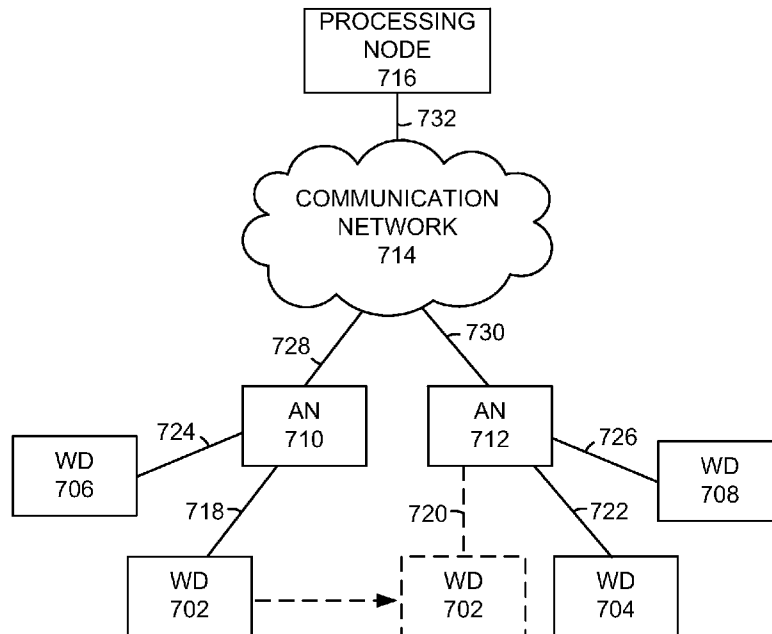 PROCESSING
NODE
716
732
COMMUNICATION
NETWORK
714
728
730
AN
710
AN
712
724
726
WD
706
WD
708
718
720
722
WD
702
WD
702
WD
704